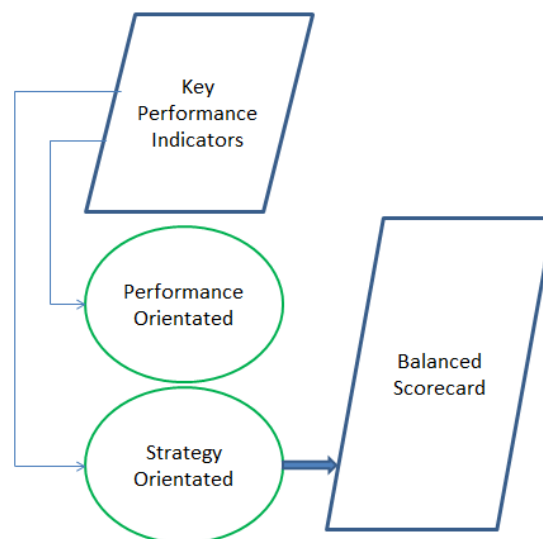 Key
Performance
Indicators
Performance
Orientated
Balanced
Scorecard
Strategy
Orientated